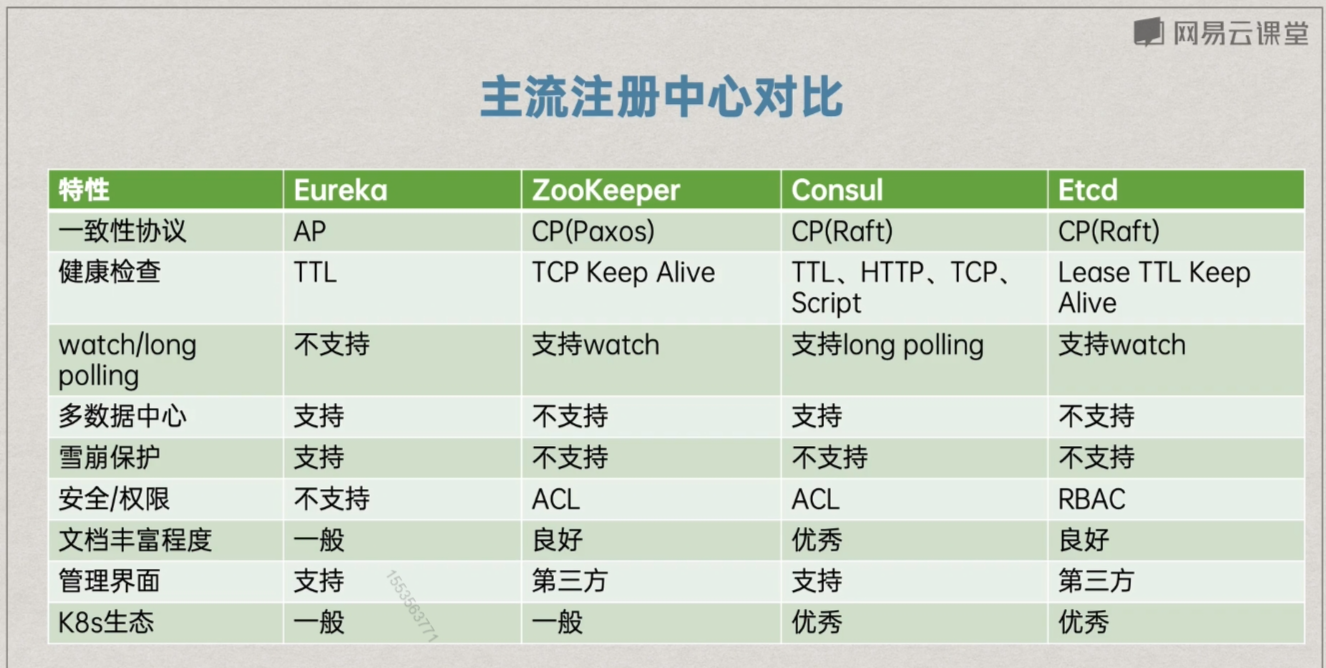 网易云课堂
主流注册中心对比
特性 Eureka ZooKeeper Consul Etcd
一致性协议 AP CP(Paxos) CP(Raft) CP(Raft)
健康检查 TTL TCP Keep Alive TTL、HTTP、TCP、 Lease TTL Keep
Script Alive
watch/long 不支持 支持watch 支持long polling 支持watch
polling
多数据中心 支持 不支持 支持 不支持
雪崩保护 支持 不支持 不支持 不支持
安全/权限 不支持 ACL ACL RBAC
文档丰富程度 一般 良好 优秀 良好
管理界面 支持 第三方 支持 第三方
K8s生态 一般 一般 优秀 优秀
1553563771